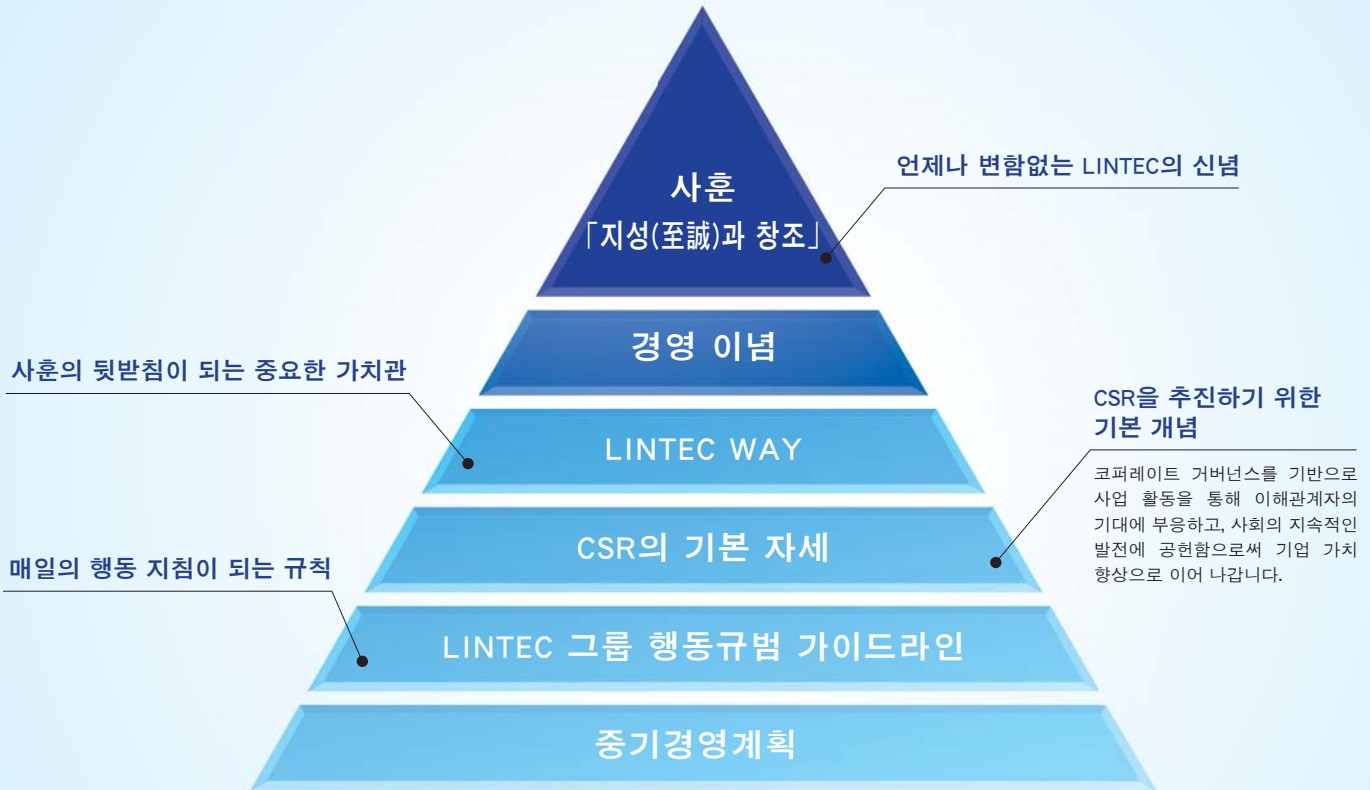 언제나 변함없는 LINTEC의 신념
사훈
「지성(至誠)과 창조」
경영 이념
사훈의 뒷받침이 되는 중요한 가치관
LINTEC WAY
CSR을 추진하기 위한
기본 개념
코퍼레이트 거버넌스를 기반으로
사업 활동을 통해 이해관계자의
기대에 부응하고, 사회의 지속적인
발전에 공헌함으로써 기업 가치
향상으로 이어 나갑니다.
CSR의 기본 자세
매일의 행동 지침이 되는 규칙
LINTEC 그룹 행동규범 가이드라인
중기경영계획